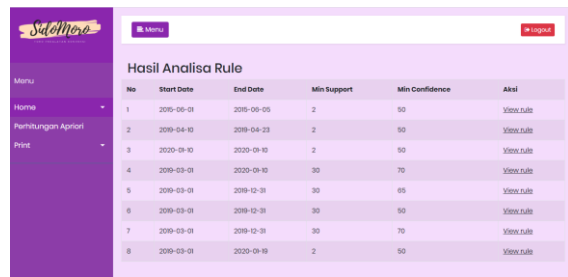 SidoMoro
Menu
Logout
Menu
Home
Perhitungan Apriori
Print
Hasil Analisa Rule
No Start Date End Date Min Support Min Confidence Aksi
1 2015-06-01 2015-06-05 2 50 View rule
2 2019-04-10 2019-04-23 2 50 View rule
3 2020-01-10 2020-01-10 2 50 View rule
4 2019-03-01 2020-01-10 30 70 View rule
5 2019-03-01 2019-12-31 30 65 View rule
6 2019-03-01 2019-12-31 30 50 View rule
7 2019-03-01 2019-12-31 30 70 View rule
8 2019-03-01 2020-01-19 2 50 View rule